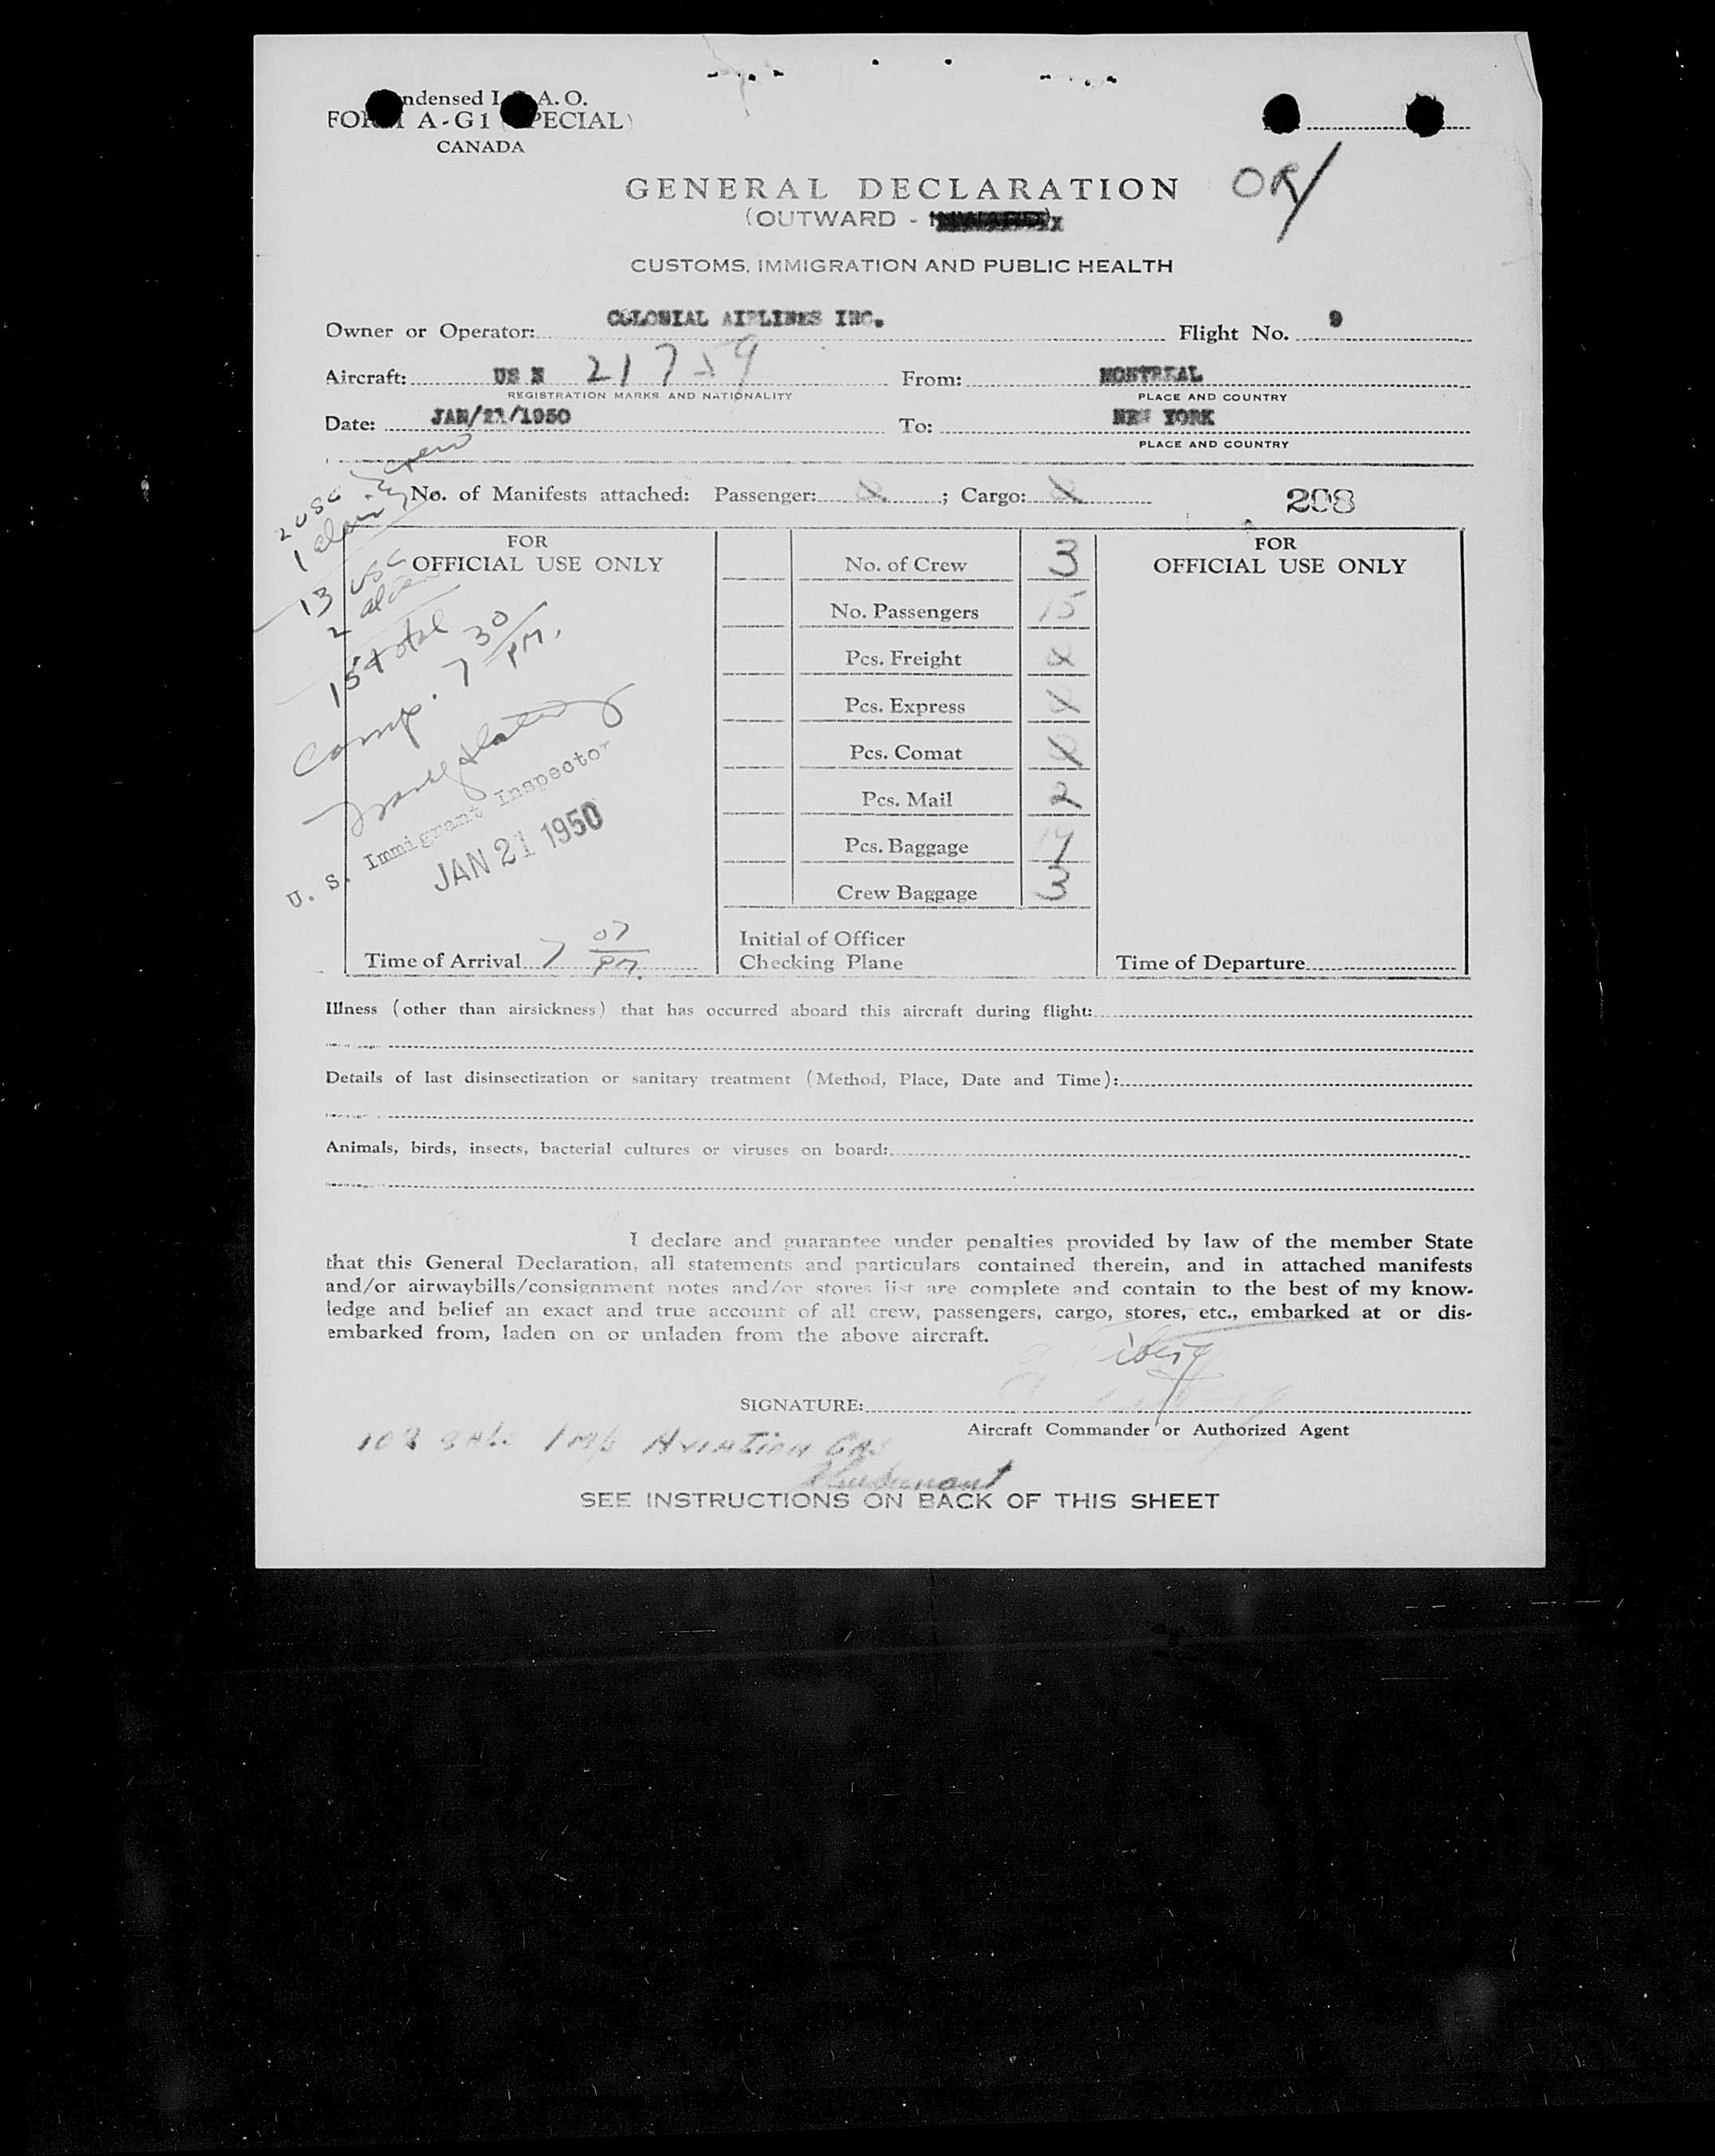 Condensed I.C.A.O.
FORM A-G1 (SPECIAL)
CANADA
OK
GENERAL DECLARATION
(OUTWARD -
CUSTOMS, IMMIGRATION AND PUBLIC HEALTH
Owner or Operator: COLONIAL AIRLINES INC. Flight No. 9
Aircraft: US N 21759 From: MONTREAL
REGISTRATION MARKS AND NATIONALITY PLACE AND COUNTRY
Date: JAN/21/1950 To: NEW YORK
PLACE AND COUNTRY
2 USC
1 alien
crew
No. of Manifests attached: Passenger: ; Cargo: 208
FOR
OFFICIAL USE ONLY
13 USC
2 alien
15 total
Comp. 7 30 PM.
U. S. Immigrant Inspector
JAN 21 1950
Time of Arrival 7 07 PM.
No. of Crew 3
No. Passengers 15
Pcs. Freight
Pcs. Express
Pcs. Comat
Pcs. Mail 2
Pcs. Baggage 14
Crew Baggage 3
Initial of Officer
Checking Plane
FOR
OFFICIAL USE ONLY
Time of Departure
Illness (other than airsickness) that has occurred aboard this aircraft during flight:
Details of last disinsectization or sanitary treatment (Method, Place, Date and Time):
Animals, birds, insects, bacterial cultures or viruses on board:
I declare and guarantee under penalties provided by law of the member State
that this General Declaration, all statements and particulars contained therein, and in attached manifests
and/or airwaybills/consignment notes and/or stores list are complete and contain to the best of my know-
ledge and belief an exact and true account of all crew, passengers, cargo, stores, etc., embarked at or dis-
embarked from, laden on or unladen from the above aircraft.
SIGNATURE:
Aircraft Commander or Authorized Agent
Aviation Gas
SEE INSTRUCTIONS ON BACK OF THIS SHEET